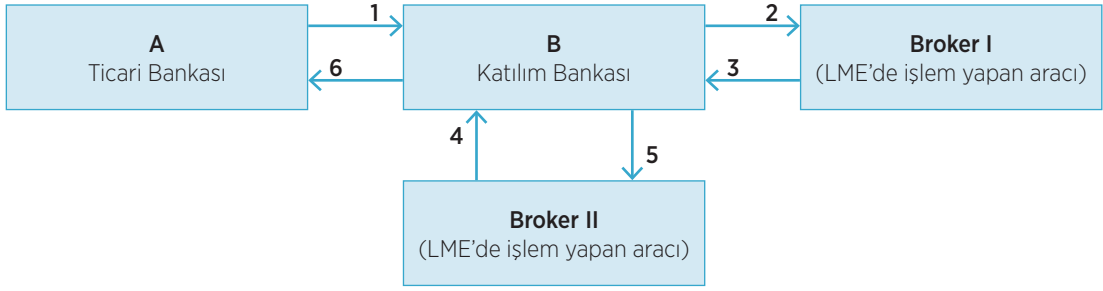 1
2
A
Ticari Bankası
B
Katılım Bankası
Broker I
(LME’de işlem yapan aracı)
6
3
4
5
Broker II
(LME’de işlem yapan aracı)